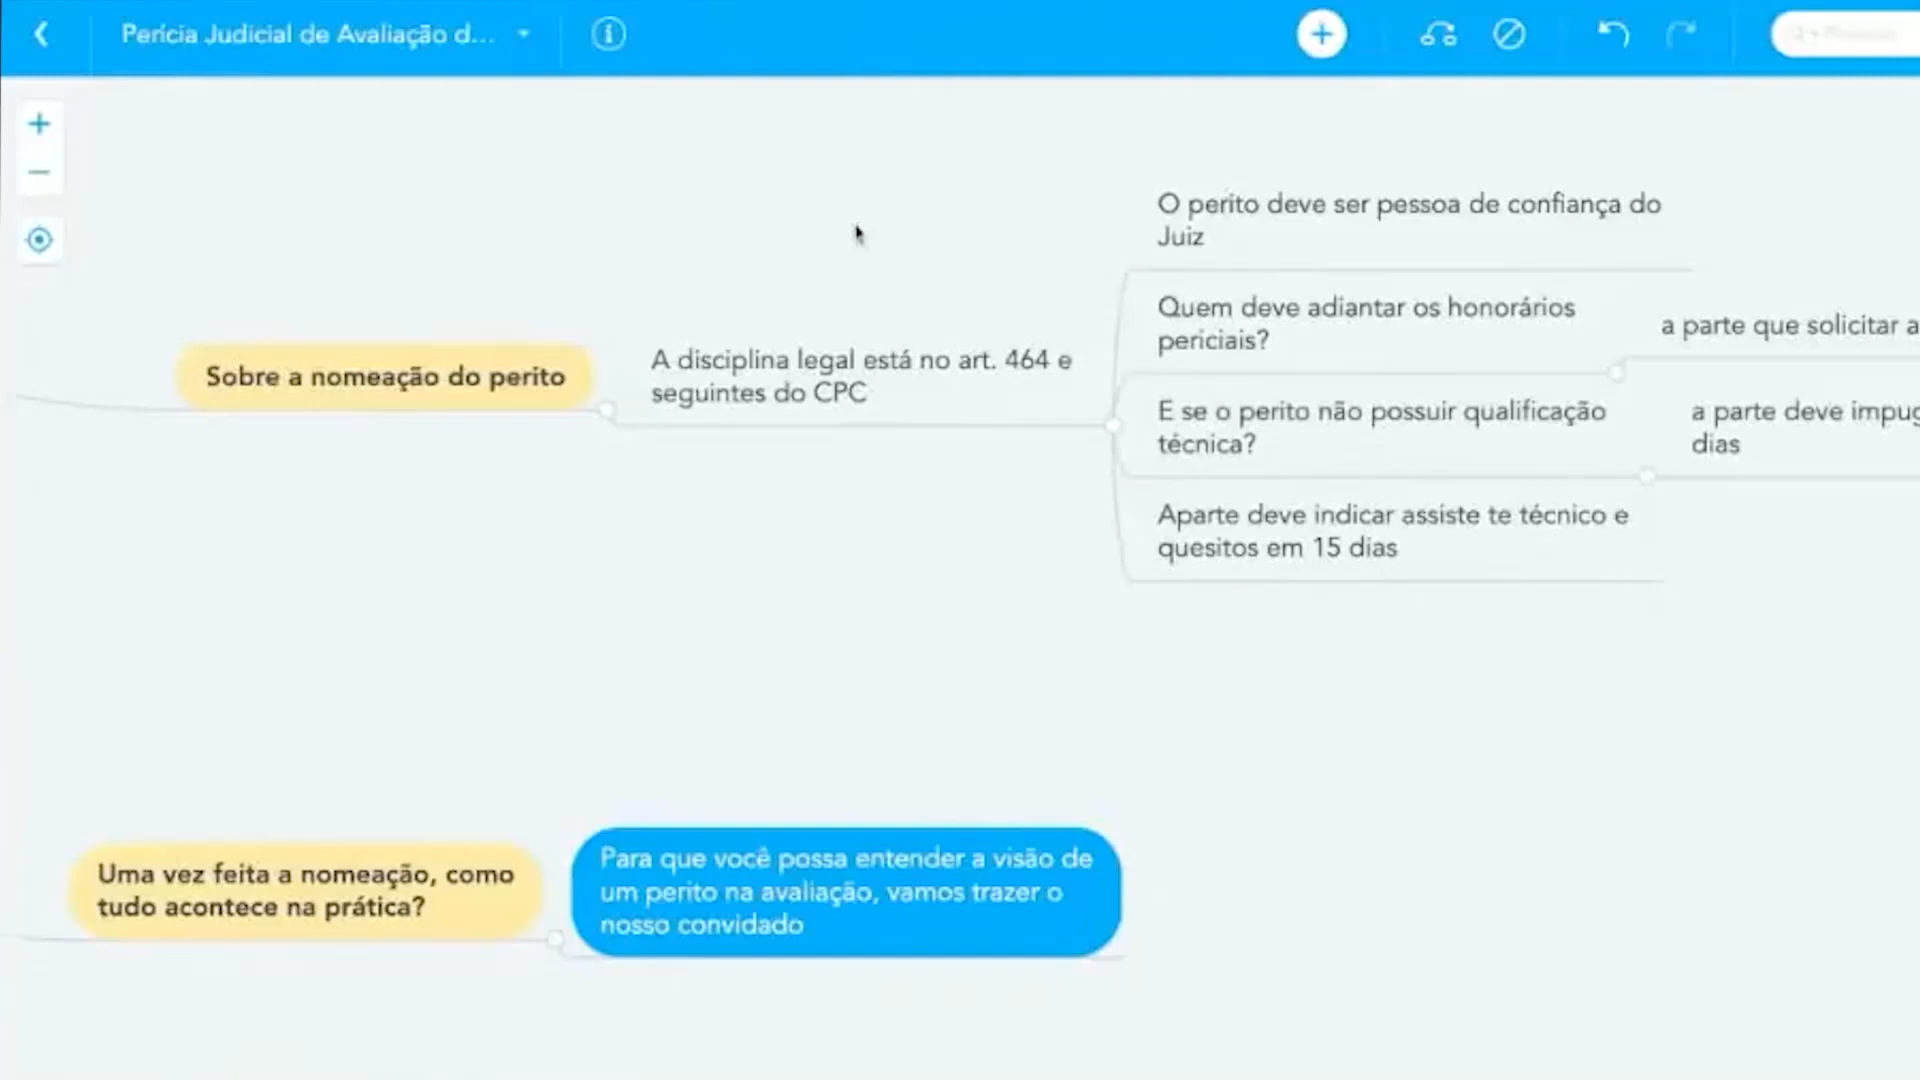 Perícia Judicial de Avaliação d...
O perito deve ser pessoa de confiança do
Juiz
Quem deve adiantar os honorários
periciais?
a parte que solicitar a
Sobre a nomeação do perito
A disciplina legal está no art. 464 e
seguintes do CPC
E se o perito não possuir qualificação
técnica?
a parte deve impug
dias
Aparte deve indicar assiste te técnico e
quesitos em 15 dias
Uma vez feita a nomeação, como
tudo acontece na prática?
Para que você possa entender a visão de
um perito na avaliação, vamos trazer o
nosso convidado